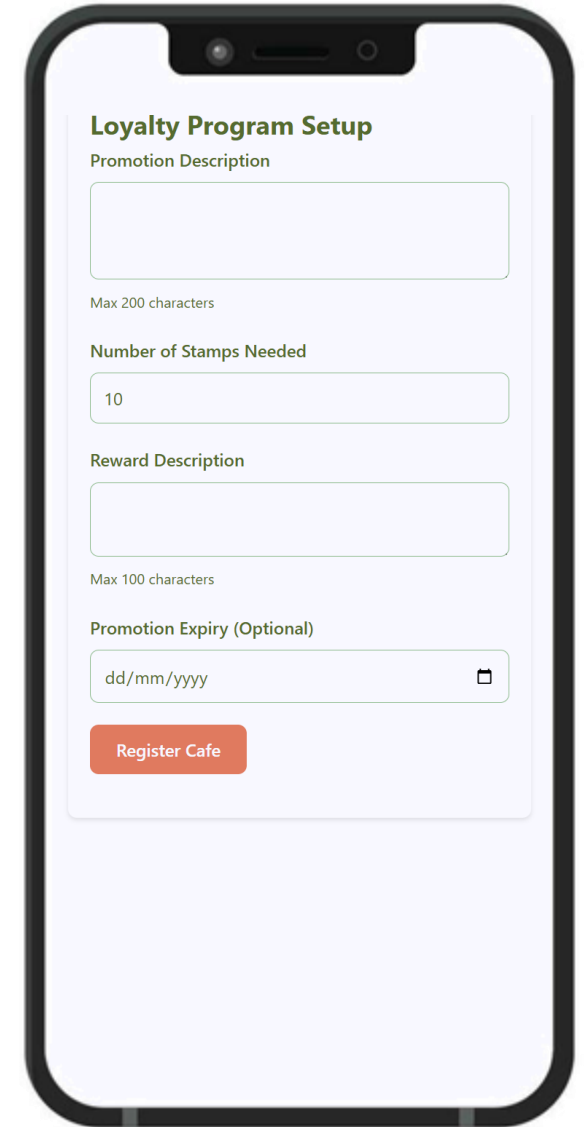 Loyalty Program Setup
Promotion Description
Max 200 characters
Number of Stamps Needed
10
Reward Description
Max 100 characters
Promotion Expiry (Optional)
dd/mm/yyyy
Register Cafe